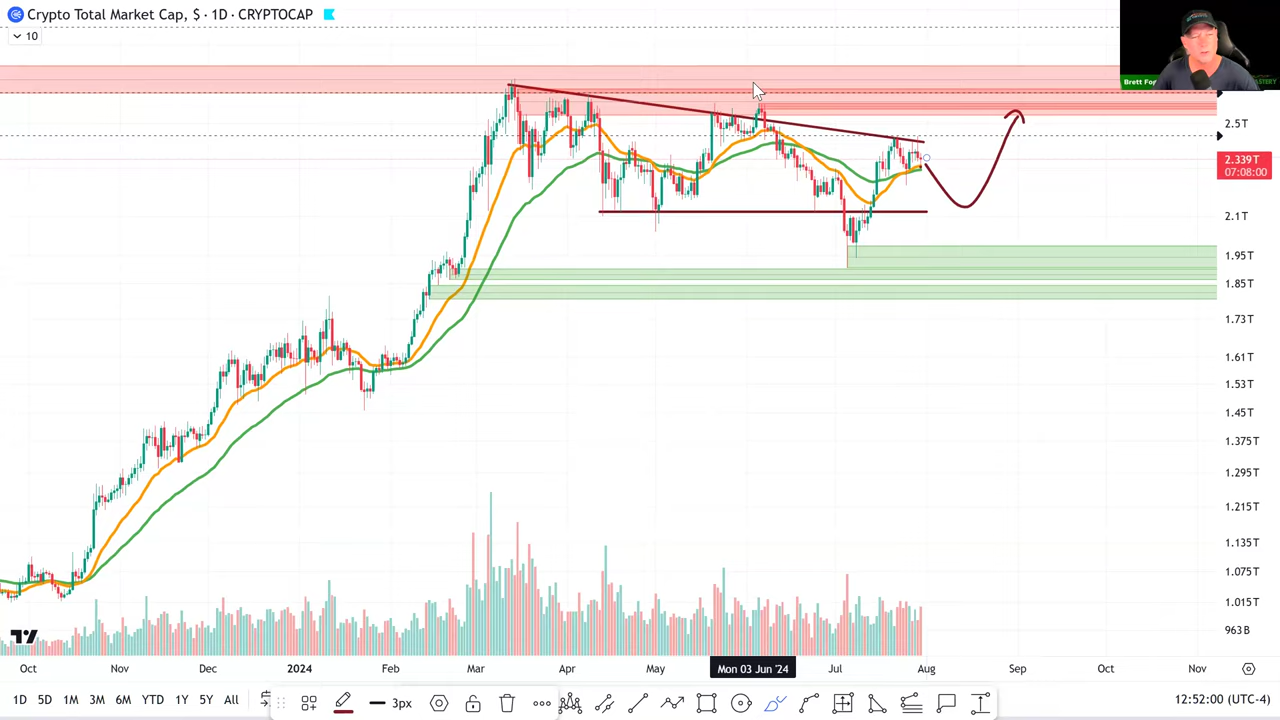 Crypto Total Market Cap, $ · 1D · CRYPTOCAP
10
Brett Fog
2.5T
2.339T
07:08:00
2.1T
1.95T
1.85T
1.73T
1.61T
1.53T
1.45T
1.375T
1.295T
1.215T
1.135T
1.075T
1.015T
963B
Oct
Nov
Dec
2024
Feb
Mar
Apr
May
Mon 03 Jun '24
Jul
Aug
Sep
Oct
Nov
1D 5D 1M 3M 6M YTD 1Y 5Y All
3px
12:52:00 (UTC-4)